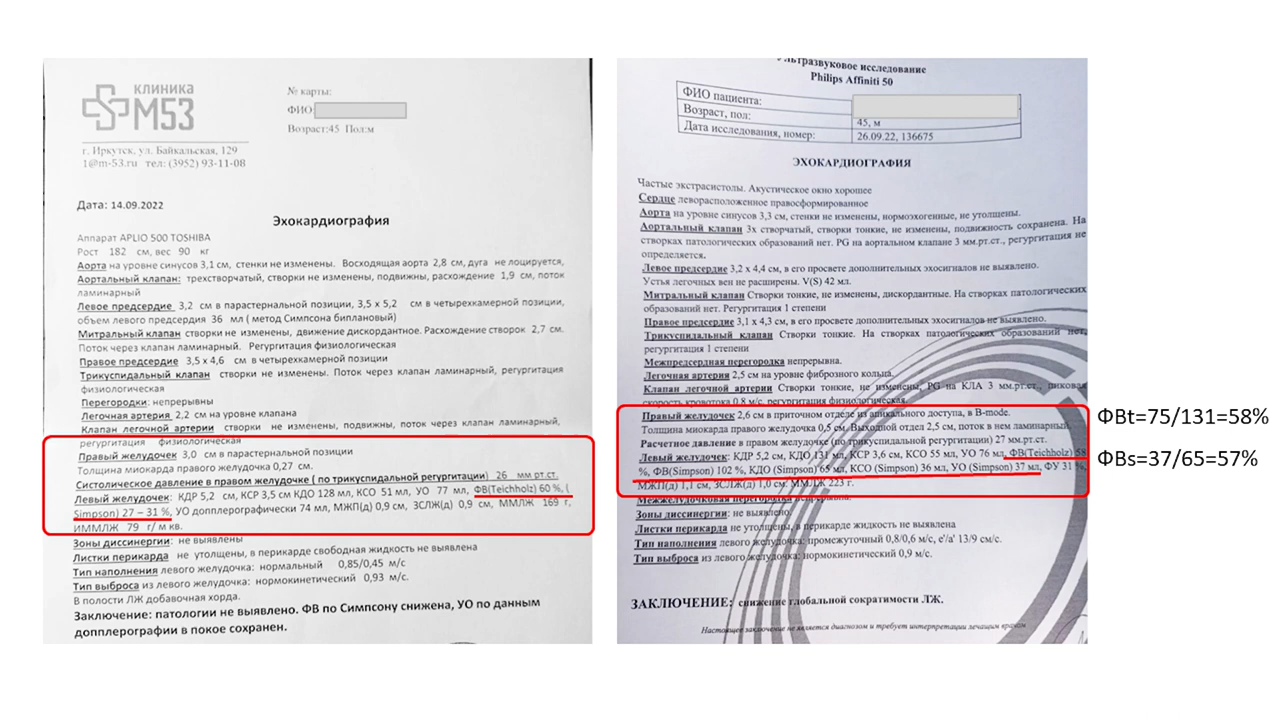 КЛИНИКА
М53
г. Иркутск, ул. Байкальская, 129
1@m-53.ru тел: (3952) 93-11-08
№ карты:
ФИО
Возраст:45 Пол:м
Дата: 14.09.2022
Эхокардиография
Аппарат APLIO 500 TOSHIBA
Рост 182 см, вес 90 кг
Аорта на уровне синусов 3,1 см, стенки не изменены. Восходящая аорта 2,8 см, дуга не лоцируется,
Аортальный клапан: трехстворчатый, створки не изменены, подвижны, расхождение 1,9 см, поток
ламинарный
Левое предсердие 3,2 см в парастернальной позиции, 3,5 х 5,2 см в четырехкамерной позиции,
объем левого предсердия 36 мл ( метод Симпсона биплановый)
Митральный клапан створки не изменены, движение дискордантное. Расхождение створок 2,7 см.
Поток через клапан ламинарный. Регургитация физиологическая
Правое предсердие 3,5 х 4,6 см в четырехкамерной позиции
Трикуспидальный клапан створки не изменены. Поток через клапан ламинарный, регургитация
физиологическая
Перегородки: непрерывны
Легочная артерия 2,2 см на уровне клапана
Клапан легочной артерии створки не изменены, подвижны, поток через клапан ламинарный,
регургитация физиологическая
Правый желудочек 3,0 см в парастернальной позиции
Толщина миокарда правого желудочка 0,27 см.
Систолическое давление в правом желудочке ( по трикуспидальной регургитации) 26 мм.рт.ст.
Левый желудочек: КДР 5,2 см, КСР 3,5 см КДО 128 мл, КСО 51 мл, УО 77 мл, ФВ(Teichholz) 60 %, (
Simpson) 27 – 31 %, УО допплерографически 74 мл, МЖП(д) 0,9 см, ЗСЛЖ(д) 0,9 см, ММЛЖ 169 г,
ИММЛЖ 79 г/ м кв.
Зоны диссинергии: не выявлены
Листки перикарда не утолщены, в перикарде свободная жидкость не выявлена
Тип наполнения левого желудочка: нормальный 0,85/0,45 м/с
Тип выброса из левого желудочка: нормокинетический 0,93 м/с.
В полости ЛЖ добавочная хорда.
Заключение: патологии не выявлено. ФВ по Симпсону снижена, УО по данным
допплерографии в покое сохранен.
Ультразвуковое исследование
Philips Affiniti 50
ФИО пациента:
Возраст, пол: 45, м
Дата исследования, номер: 26.09.22, 136675
ЭХОКАРДИОГРАФИЯ
Частые экстрасистолы. Акустическое окно хорошее
Сердце леворасположенное правосформированное
Аорта на уровне синусов 3,3 см, стенки не изменены, нормоэхогенные, не утолщены.
Аортальный клапан 3х створчатый, створки тонкие, не изменены, подвижность сохранена. На
створках патологических образований нет. PG на аортальном клапане 3 мм.рт.ст., регургитация не
определяется.
Левое предсердие 3,2 х 4,4 см, в его просвете дополнительных эхосигналов не выявлено.
Устья легочных вен не расширены. V(S) 42 мл.
Митральный клапан Створки тонкие, не изменены, дискордантные. На створках патологических
образований нет. Регургитация 1 степени
Правое предсердие 3,1 х 4,3 см, в его просвете дополнительных эхосигналов не выявлено.
Трикуспидальный клапан Створки тонкие. На створках патологических образований нет,
регургитация 1 степени
Межпредсердная перегородка непрерывна.
Легочная артерия 2,5 см на уровне фиброзного кольца.
Клапан легочной артерии Створки тонкие, не изменены, PG на КЛА 3 мм.рт.ст., пиковая
скорость кровотока 0,8 м/с, регургитация физиологическая.
Правый желудочек 2,6 см в приточном отделе из апикального доступа, в B-mode.
Толщина миокарда правого желудочка 0,5 см. Выходной отдел 2,5 см, поток в нем ламинарный.
Расчетное давление в правом желудочке (по трикуспидальной регургитации) 27 мм.рт.ст.
Левый желудочек: КДР 5,2 см, КДО 131 мл, КСР 3,6 см, КСО 55 мл, УО 76 мл, ФВ(Teichholz) 58
%, ФВ(Simpson) 102 %, КДО (Simpson) 65 мл, КСО (Simpson) 36 мл, УО (Simpson) 37 мл, ФУ 31 %,
МЖП(д) 1,1 см, ЗСЛЖ(д) 1,0 см. ММЛЖ 223 г.
Межжелудочковая перегородка непрерывна.
Зоны диссинергии: не выявлено.
Листки перикарда не утолщены, в перикарде жидкость не выявлена
Тип наполнения левого желудочка: промежуточный 0,8/0,6 м/с, e'/a' 13/9 см/с.
Тип выброса из левого желудочка: нормокинетический 0,9 м/с.
ЗАКЛЮЧЕНИЕ: снижение глобальной сократимости ЛЖ.
Настоящее заключение не является диагнозом и требует интерпретации лечащим врачом
ФВt=75/131=58%
ФВs=37/65=57%